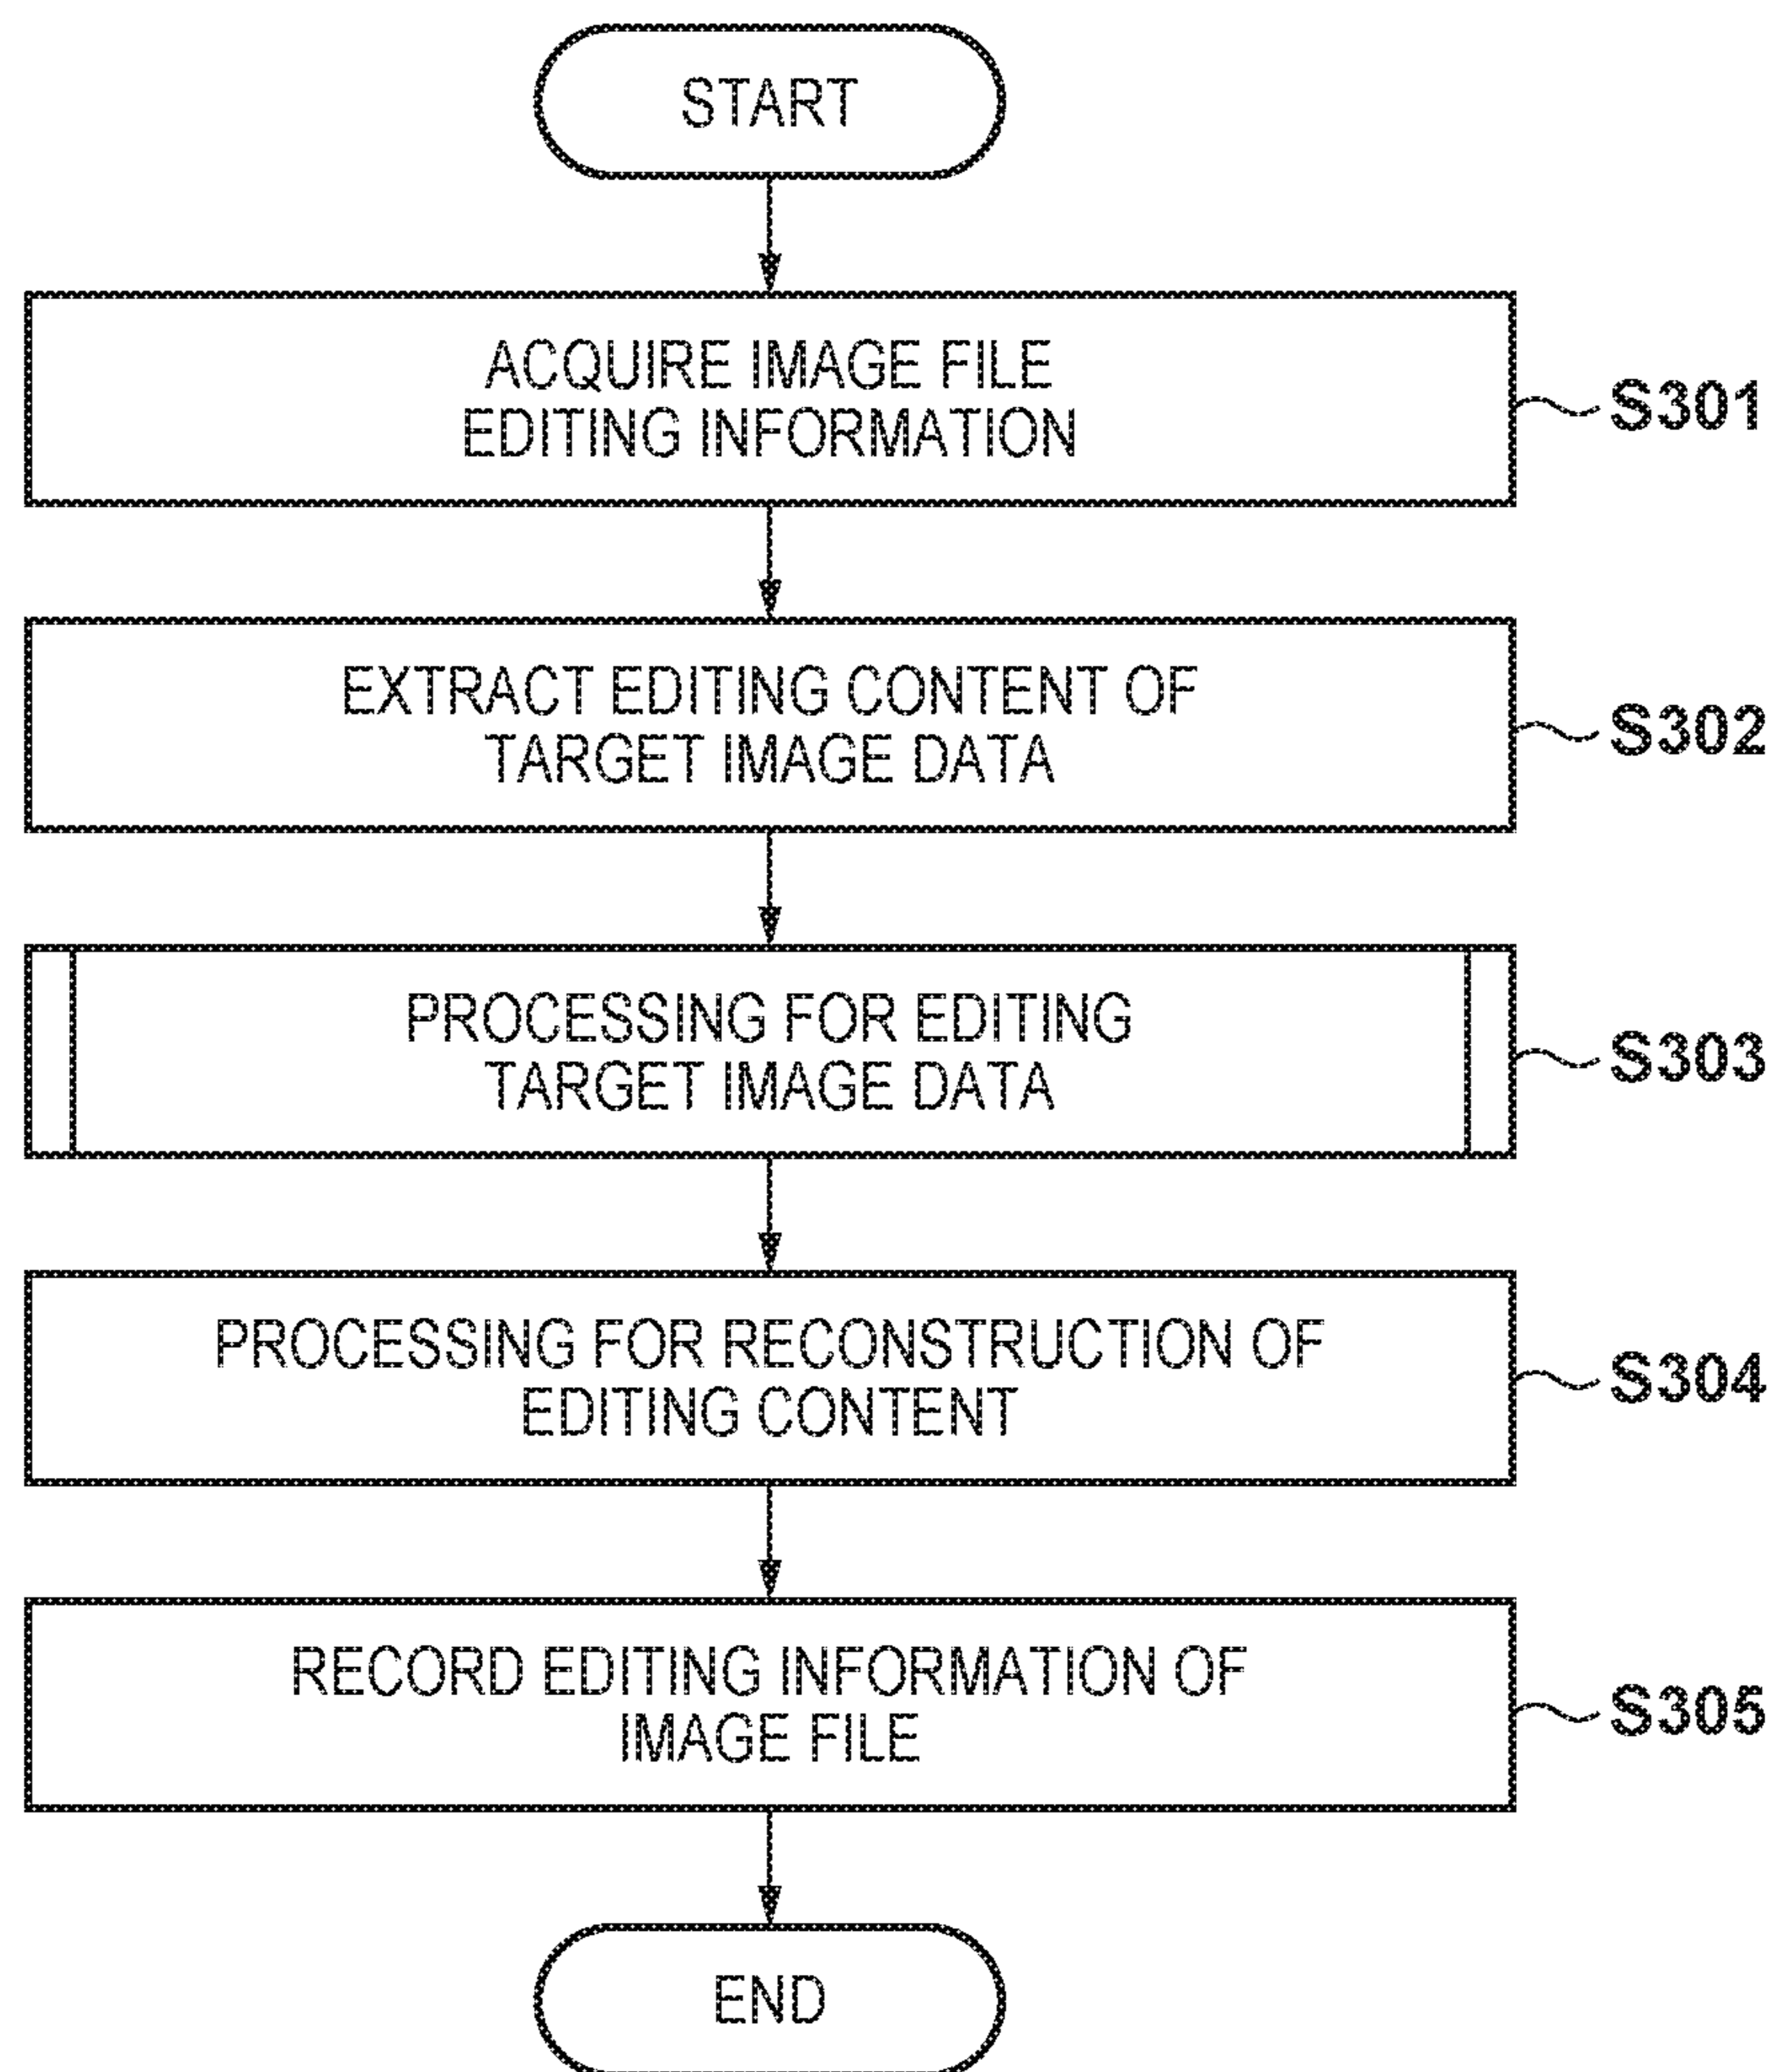 START
ACQUIRE IMAGE FILE
EDITING INFORMATION
S301
EXTRACT EDITING CONTENT OF
TARGET IMAGE DATA
S302
PROCESSING FOR EDITING
TARGET IMAGE DATA
S303
PROCESSING FOR RECONSTRUCTION OF
EDITING CONTENT
S304
RECORD EDITING INFORMATION OF
IMAGE FILE
S305
END